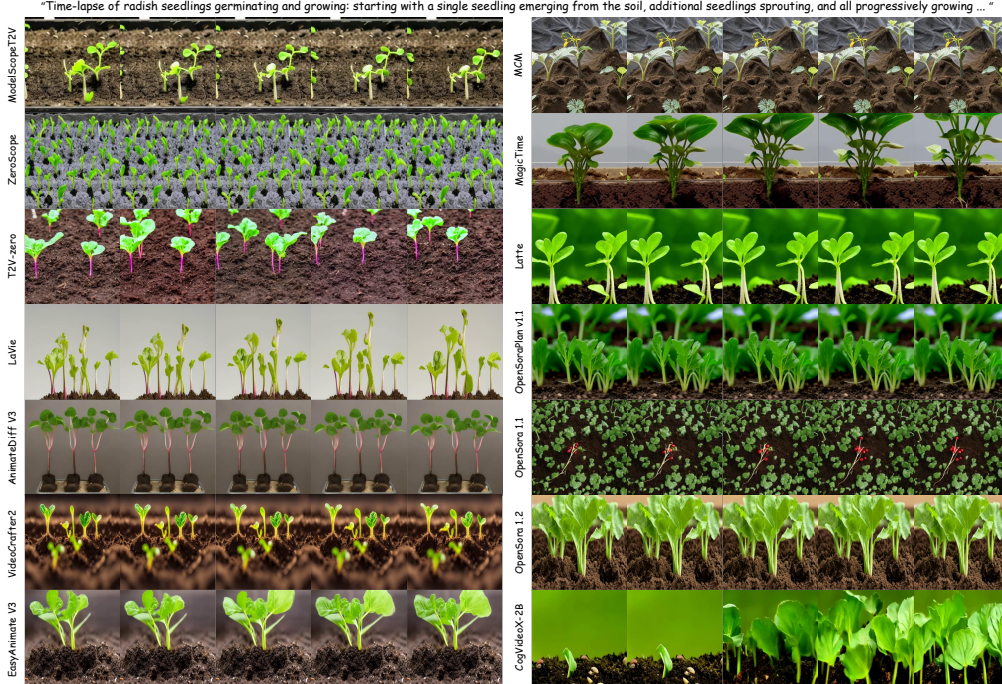 "Time-lapse of radish seedlings germinating and growing: starting with a single seedling emerging from the soil, additional seedlings sprouting, and all progressively growing ... "
ModelScopeT2V
ZeroScope
T2V-zero
LaVie
AnimateDiff V3
VideoCrafter2
EasyAnimate V3
MCM
MagicTime
Latte
OpenSoraPlan v1.1
OpenSora 1.1
OpenSora 1.2
CogVideoX-2B